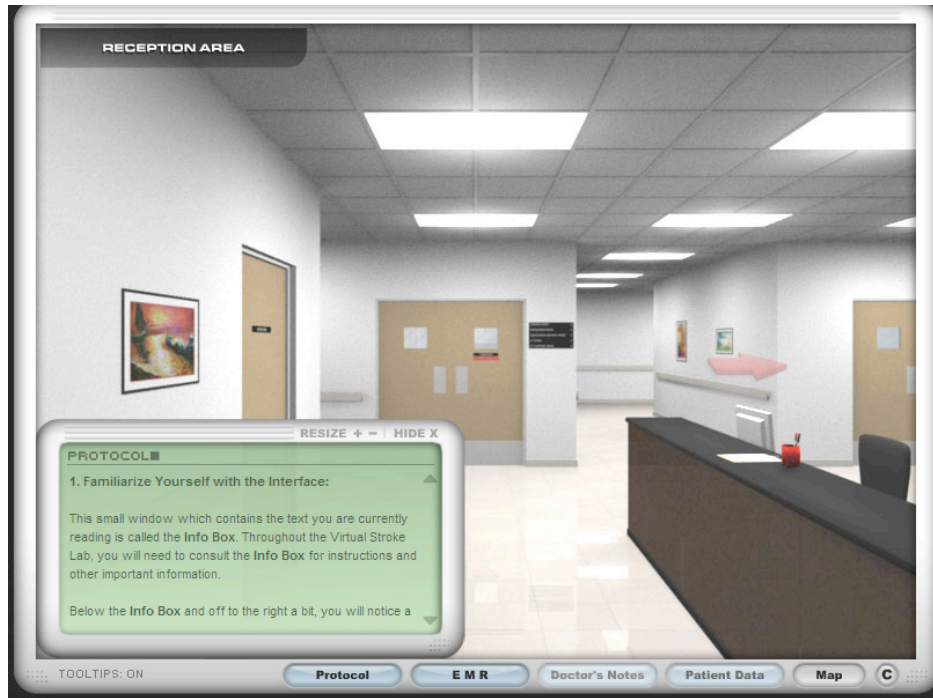 RECEPTION AREA
RESIZE + − | HIDE X
PROTOCOL
1. Familiarize Yourself with the Interface:
This small window which contains the text you are currently
reading is called the Info Box. Throughout the Virtual Stroke
Lab, you will need to consult the Info Box for instructions and
other important information.
Below the Info Box and off to the right a bit, you will notice a
TOOLTIPS: ON
Protocol
EMR
Doctor's Notes
Patient Data
Map
C